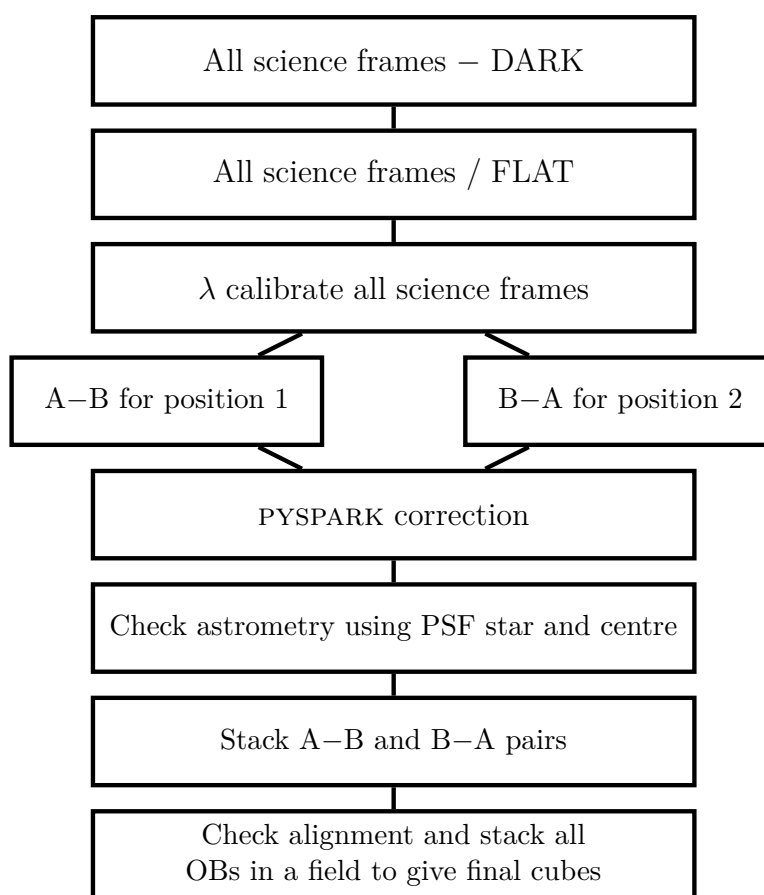 All science frames − DARK
All science frames / FLAT
λ calibrate all science frames
A−B for position 1
B−A for position 2
PYSPARK correction
Check astrometry using PSF star and centre
Stack A−B and B−A pairs
Check alignment and stack all
OBs in a field to give final cubes